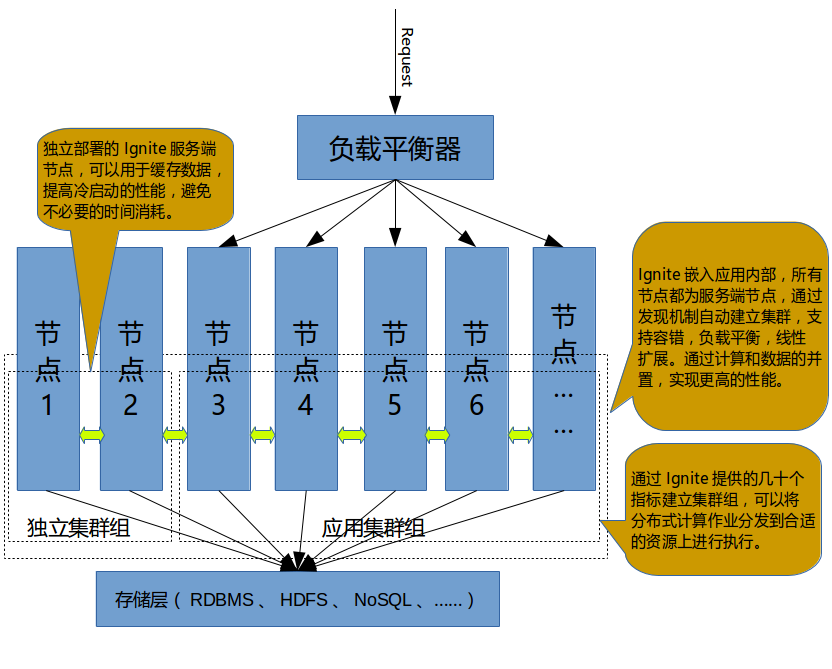 Request
负载平衡器
独立部署的 Ignite 服务端
节点，可以用于缓存数据，
提高冷启动的性能，避免
不必要的时间消耗。
节
点
1
节
点
2
节
点
3
节
点
4
节
点
5
节
点
6
节
点
…
…
Ignite 嵌入应用内部，所有
节点都为服务端节点，通过
发现机制自动建立集群，支
持容错，负载平衡，线性
扩展。通过计算和数据的并
置，实现更高的性能。
通过 Ignite 提供的几十个
指标建立集群组，可以将
分布式计算作业分发到合适
的资源上进行执行。
独立集群组
应用集群组
存储层（ RDBMS 、 HDFS 、 NoSQL 、…… ）